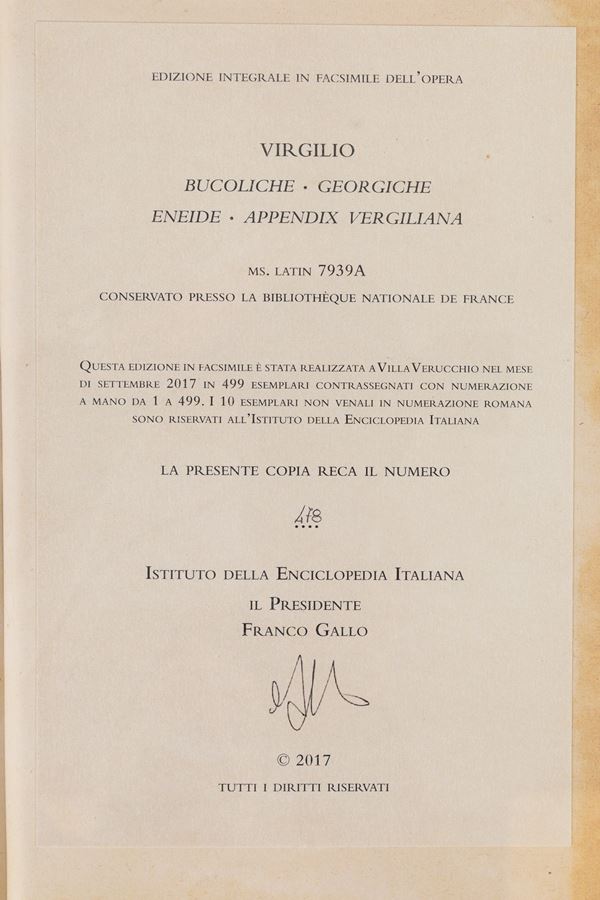 EDIZIONE INTEGRALE IN FACSIMILE DELL'OPERA
VIRGILIO
BUCOLICHE · GEORGICHE
ENEIDE · APPENDIX VERGILIANA
MS. LATIN 7939A
CONSERVATO PRESSO LA BIBLIOTHÈQUE NATIONALE DE FRANCE
QUESTA EDIZIONE IN FACSIMILE È STATA REALIZZATA A VILLA VERUCCHIO NEL MESE
DI SETTEMBRE 2017 IN 499 ESEMPLARI CONTRASSEGNATI CON NUMERAZIONE
A MANO DA 1 A 499. I 10 ESEMPLARI NON VENALI IN NUMERAZIONE ROMANA
SONO RISERVATI ALL'ISTITUTO DELLA ENCICLOPEDIA ITALIANA
LA PRESENTE COPIA RECA IL NUMERO
478
ISTITUTO DELLA ENCICLOPEDIA ITALIANA
IL PRESIDENTE
FRANCO GALLO
© 2017
TUTTI I DIRITTI RISERVATI